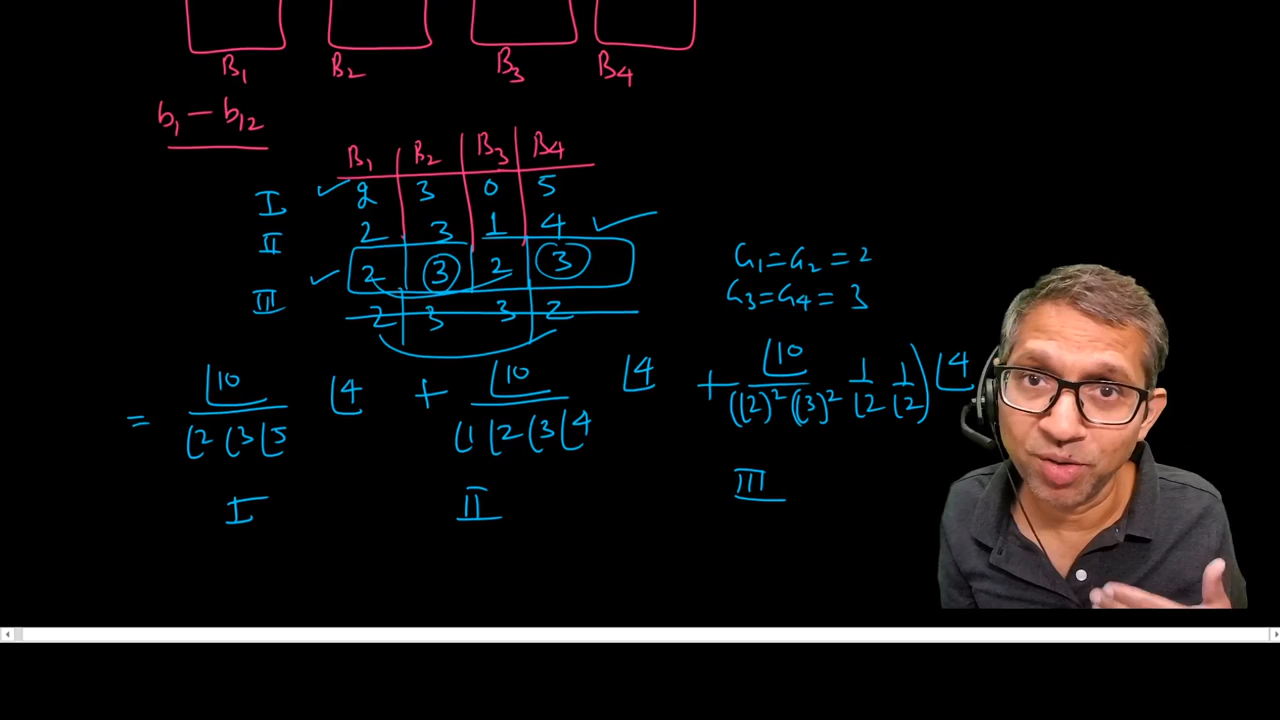 B₁ B₂ B₃ B₄
b₁ – b₁₂
B₁ | B₂ | B₃ | B₄
I ✓ 2 | 3 | 0 | 5
II 2 | 3 | 1 | 4 ✓
✓ 2 | 3 | 2 | 3
III
2 | 3 3 | 2
G₁=G₂=2
G₃=G₄=3
= ⌊10 / (⌊2 ⌊3 ⌊5) ⌊4 + ⌊10 / (⌊1 ⌊2 ⌊3 ⌊4) ⌊4 + ⌊10 / ((⌊2)² (⌊3)²) 1/⌊2 1/⌊2) ⌊4
I II III